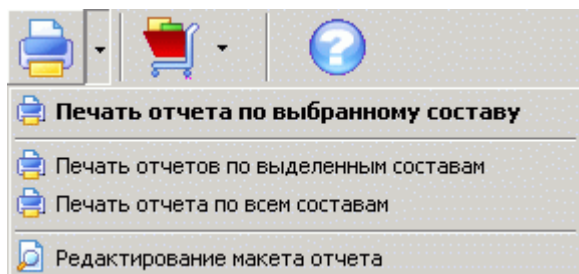 Печать отчета по выбранному составу
Печать отчетов по выделенным составам
Печать отчета по всем составам
Редактирование макета отчета